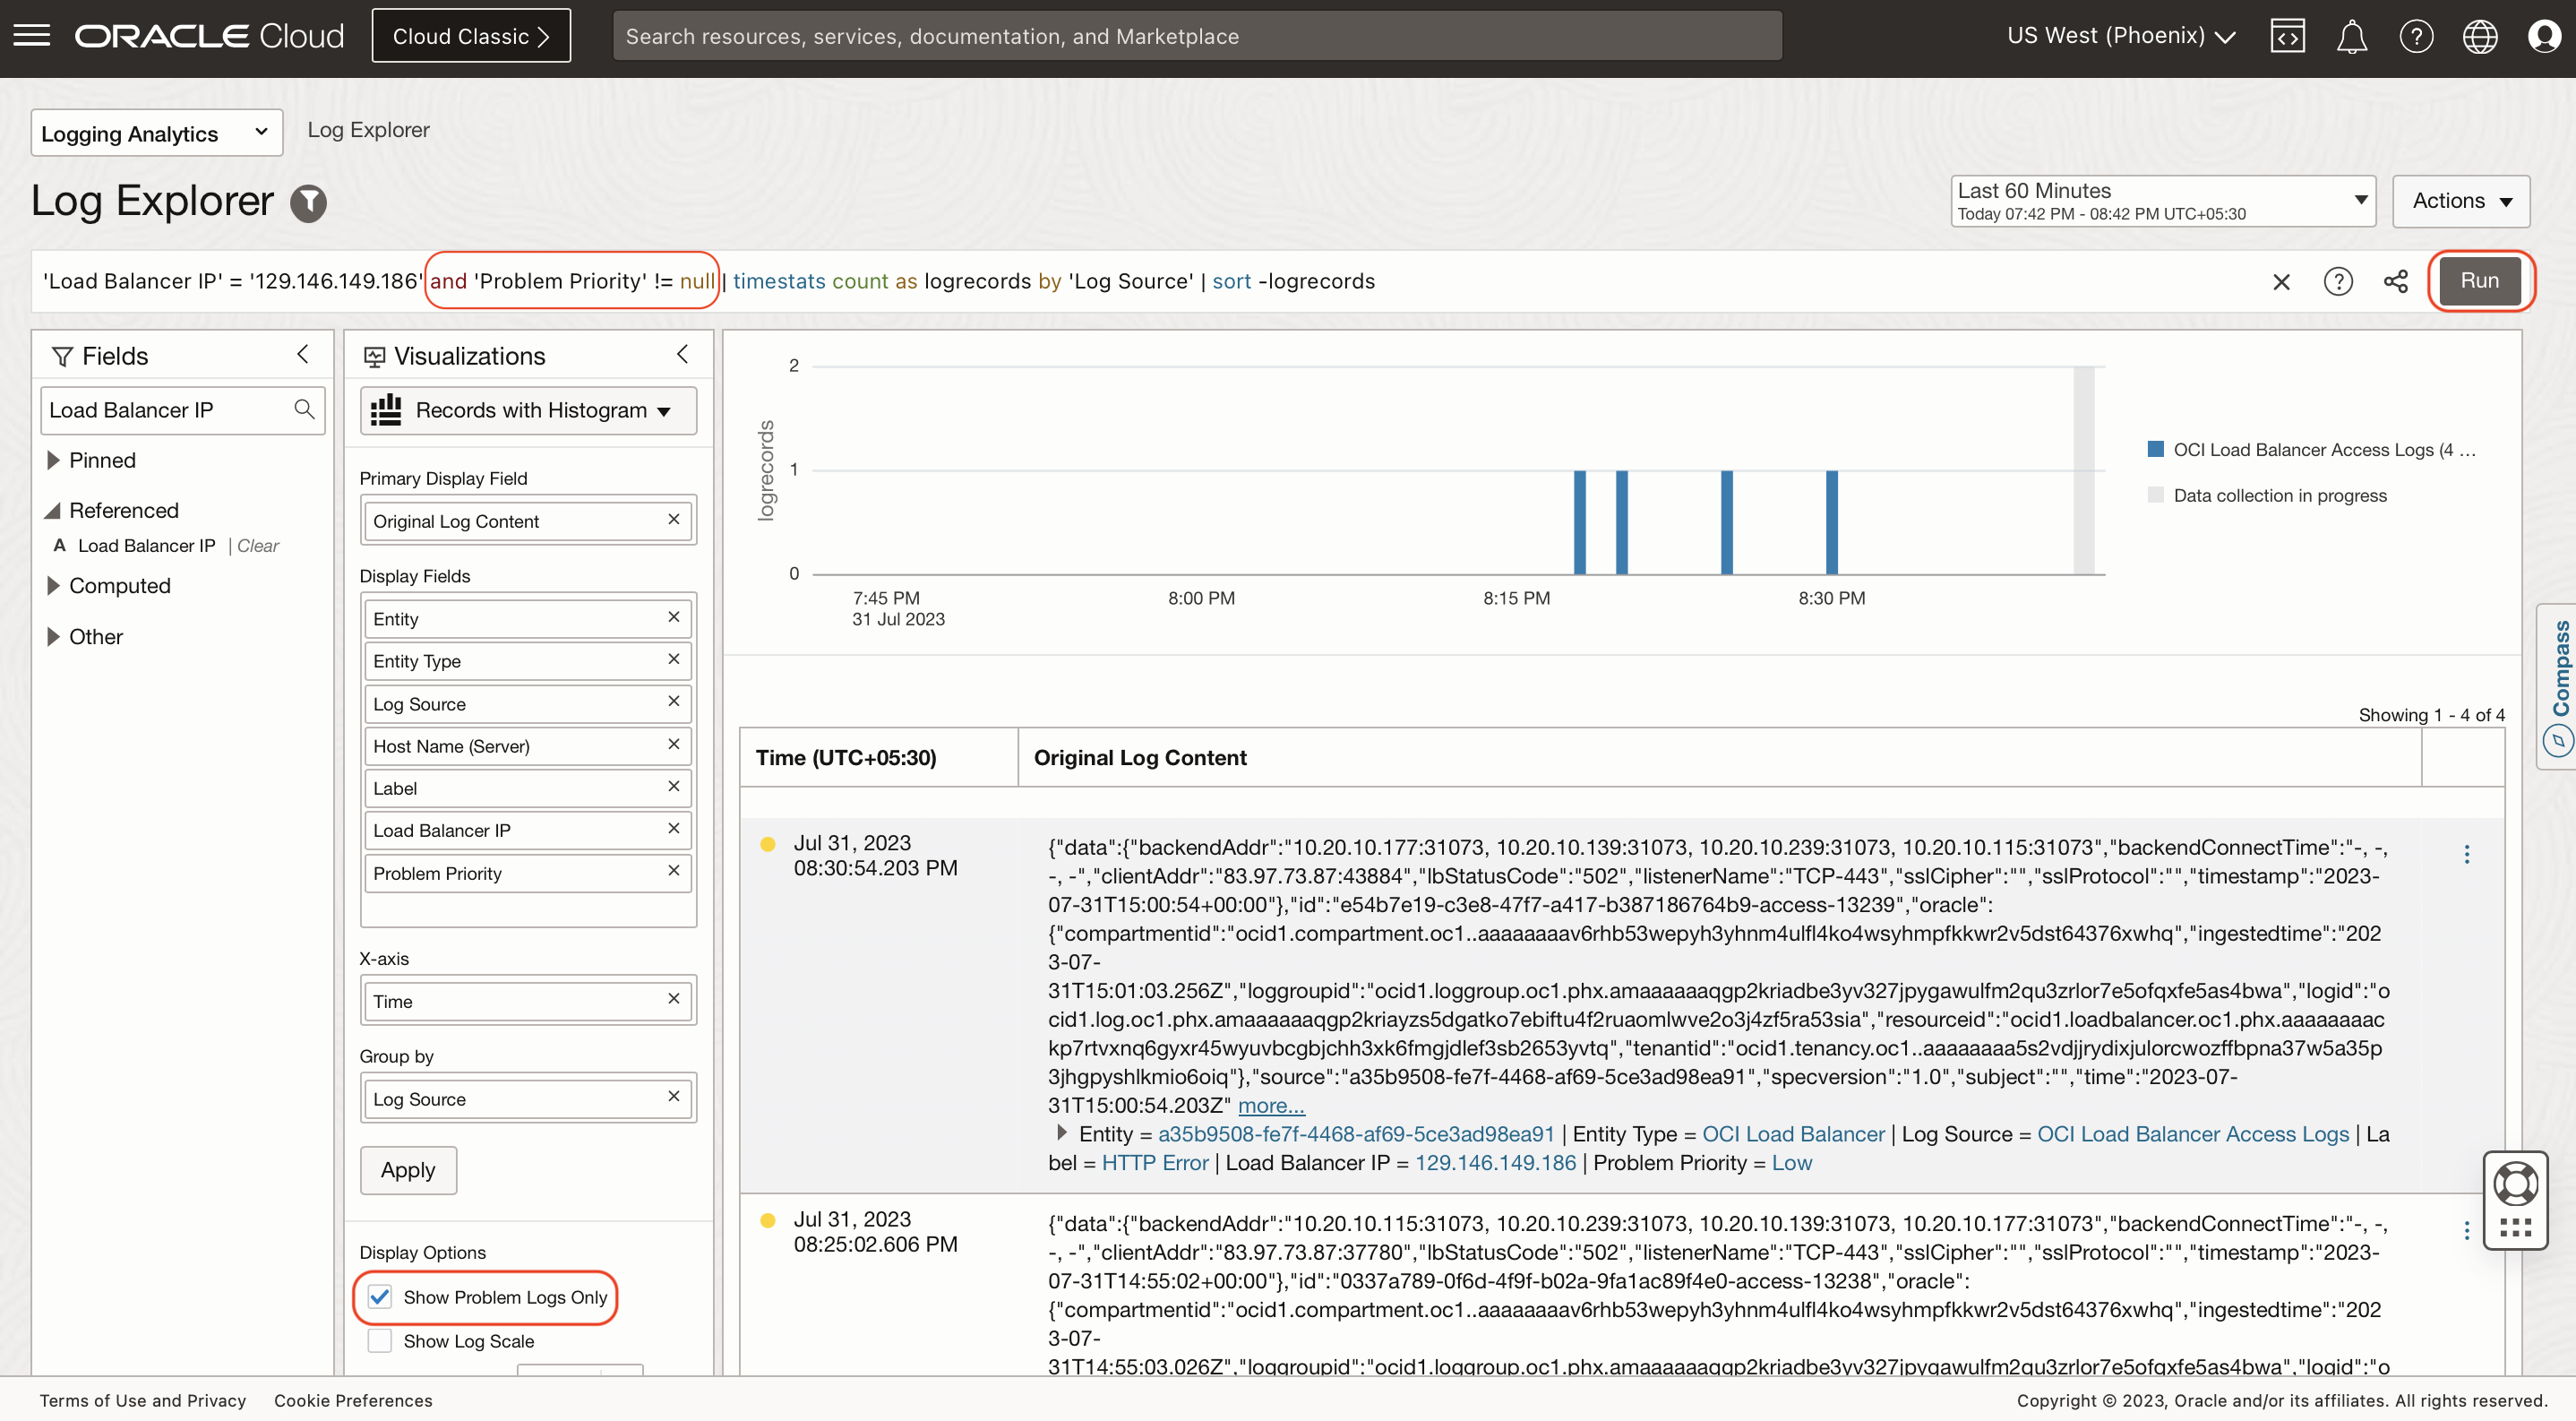 ORACLE Cloud
Cloud Classic
Search resources, services, documentation, and Marketplace
US West (Phoenix)
Logging Analytics
Log Explorer
Log Explorer
Last 60 Minutes
Today 07:42 PM - 08:42 PM UTC+05:30
Actions
'Load Balancer IP' = '129.146.149.186' and 'Problem Priority' != null | timestats count as logrecords by 'Log Source' | sort -logrecords
Run
Fields
Load Balancer IP
Pinned
Referenced
A Load Balancer IP | Clear
Computed
Other
Visualizations
Records with Histogram
Primary Display Field
Original Log Content
Display Fields
Entity
Entity Type
Log Source
Host Name (Server)
Label
Load Balancer IP
Problem Priority
X-axis
Time
Group by
Log Source
Apply
Display Options
Show Problem Logs Only
Show Log Scale
logrecords
2
1
0
7:45 PM
31 Jul 2023
8:00 PM
8:15 PM
8:30 PM
OCI Load Balancer Access Logs (4 ...
Data collection in progress
Compass
Showing 1 - 4 of 4
Time (UTC+05:30)
Original Log Content
Jul 31, 2023
08:30:54.203 PM
{"data":{"backendAddr":"10.20.10.177:31073, 10.20.10.139:31073, 10.20.10.239:31073, 10.20.10.115:31073","backendConnectTime":"-, -,
-, -","clientAddr":"83.97.73.87:43884","lbStatusCode":"502","listenerName":"TCP-443","sslCipher":"","sslProtocol":"","timestamp":"2023-
07-31T15:00:54+00:00"},"id":"e54b7e19-c3e8-47f7-a417-b387186764b9-access-13239","oracle":
{"compartmentid":"ocid1.compartment.oc1..aaaaaaaav6rhb53wepyh3yhnm4ulfl4ko4wsyhmpfkkwr2v5dst64376xwhq","ingestedtime":"202
3-07-
31T15:01:03.256Z","loggroupid":"ocid1.loggroup.oc1.phx.amaaaaaaqgp2kriadbe3yv327jpygawulfm2qu3zrlor7e5ofqxfe5as4bwa","logid":"o
cid1.log.oc1.phx.amaaaaaaqgp2kriayzs5dgatko7ebiftu4f2ruaomlwve2o3j4zf5ra53sia","resourceid":"ocid1.loadbalancer.oc1.phx.aaaaaaaac
kp7rtvxnq6gyxr45wyuvbcgbjchh3xk6fmgjdlef3sb2653yvtq","tenantid":"ocid1.tenancy.oc1..aaaaaaaa5s2vdjjrydixjulorcwozffbpna37w5a35p
3jhgpyshlkmio6oiq"},"source":"a35b9508-fe7f-4468-af69-5ce3ad98ea91","specversion":"1.0","subject":"","time":"2023-07-
31T15:00:54.203Z" more...
Entity = a35b9508-fe7f-4468-af69-5ce3ad98ea91 | Entity Type = OCI Load Balancer | Log Source = OCI Load Balancer Access Logs | La
bel = HTTP Error | Load Balancer IP = 129.146.149.186 | Problem Priority = Low
Jul 31, 2023
08:25:02.606 PM
{"data":{"backendAddr":"10.20.10.115:31073, 10.20.10.239:31073, 10.20.10.139:31073, 10.20.10.177:31073","backendConnectTime":"-, -,
-, -","clientAddr":"83.97.73.87:37780","lbStatusCode":"502","listenerName":"TCP-443","sslCipher":"","sslProtocol":"","timestamp":"2023-
07-31T14:55:02+00:00"},"id":"0337a789-0f6d-4f9f-b02a-9fa1ac89f4e0-access-13238","oracle":
{"compartmentid":"ocid1.compartment.oc1..aaaaaaaav6rhb53wepyh3yhnm4ulfl4ko4wsyhmpfkkwr2v5dst64376xwhq","ingestedtime":"202
3-07-
31T14:55:03.026Z","loggroupid":"ocid1.loggroup.oc1.phx.amaaaaaaqgp2kriadbe3yv327jpygawulfm2qu3zrlor7e5ofqxfe5as4bwa","logid":"o
Terms of Use and Privacy
Cookie Preferences
Copyright © 2023, Oracle and/or its affiliates. All rights reserved.